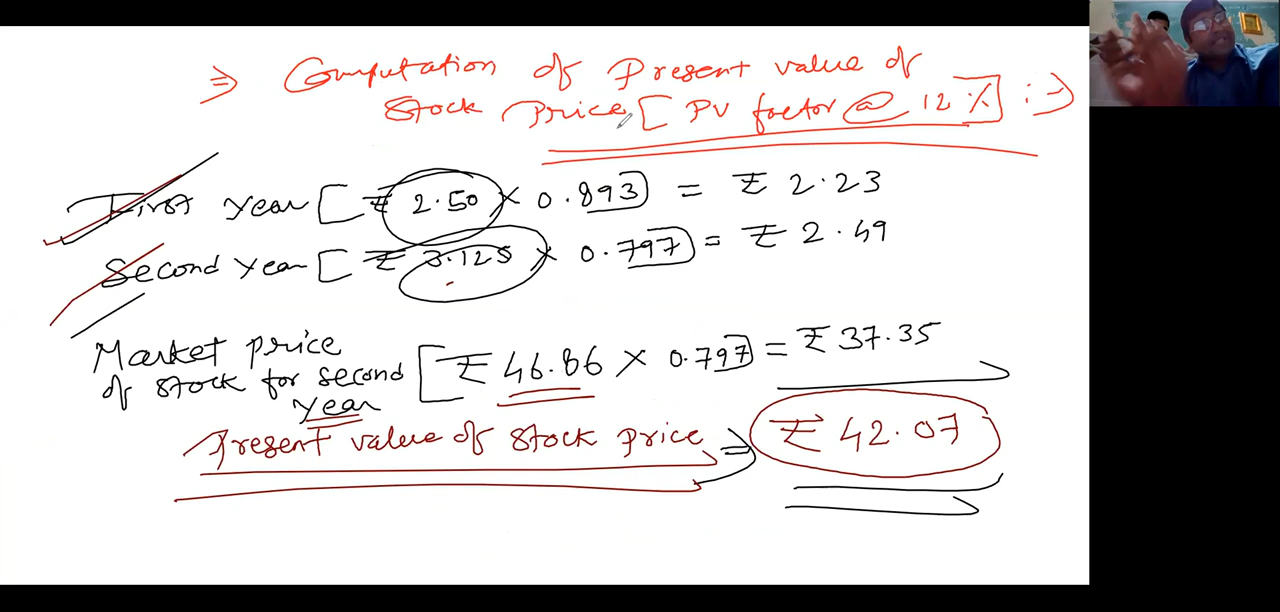 ⇒ Computation of Present value of
Stock Price [ PV factor @ 12 % ] :⇒
First year [ ₹ 2.50 × 0.893 ] = ₹ 2.23
Second year [ ₹ 3.125 × 0.797 ] = ₹ 2.49
Market price
of stock for second
year [ ₹ 46.86 × 0.797 ] = ₹ 37.35
Present value of stock price ⇒ ₹ 42.07